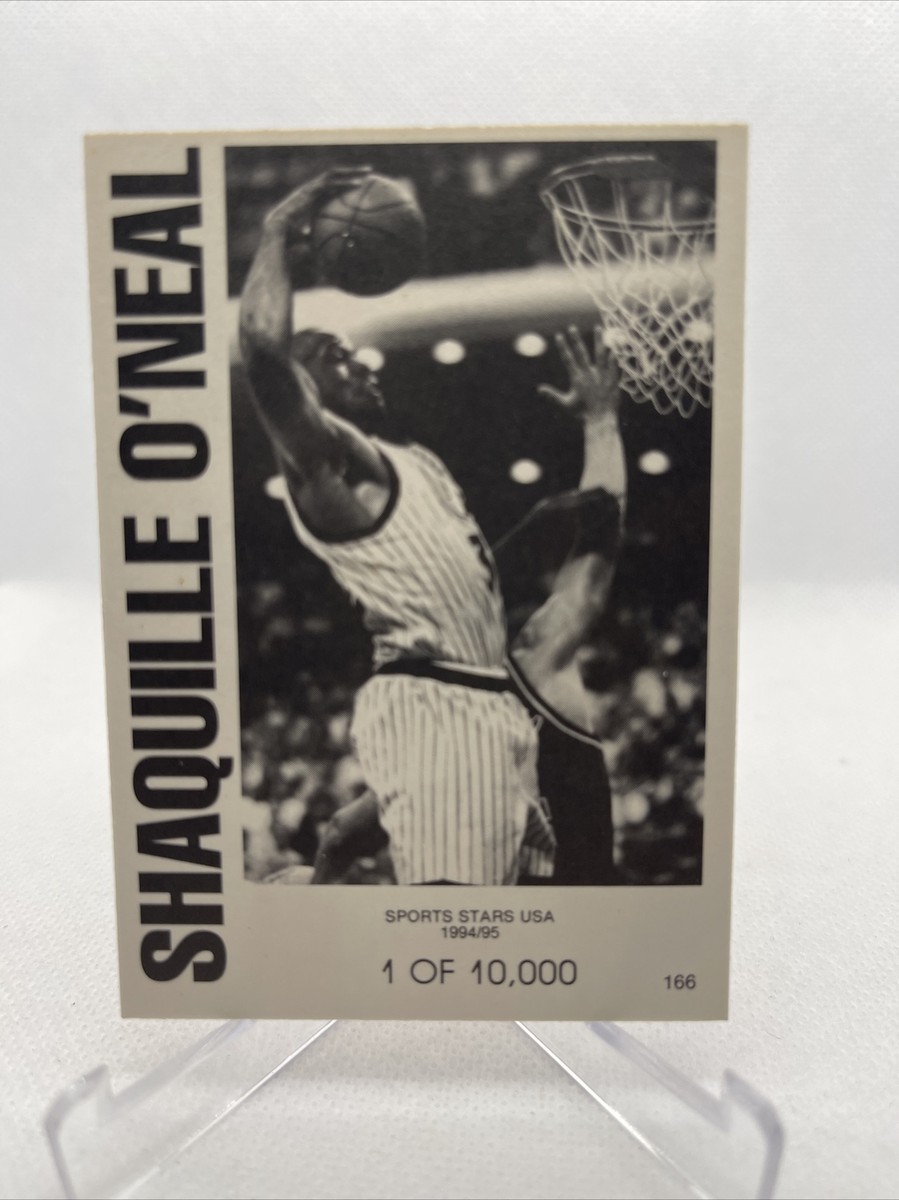 SHAQUILLE O'NEAL
SPORTS STARS USA
1994/95
1 OF 10,000
166